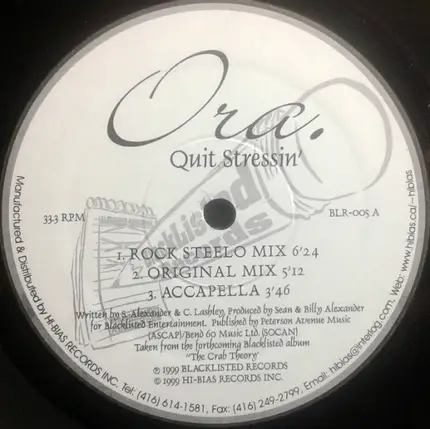 Ora.
Quit Stressin'
33.3 RPM
BLR-005 A
Blacklisted
Records
1. ROCK STEELO MIX 6'24
2. ORIGINAL MIX 5'12
3. ACCAPELLA 3'46
Written by S. Alexander & C. Lashley, Produced by Sean & Billy Alexander
for Blacklisted Entertainment. Published by Peterson Avenue Music
(ASCAP)/Bend 60 Music Ltd. (SOCAN)
Taken from the forthcoming Blacklisted album
"The Crab Theory"
℗ 1999 BLACKLISTED RECORDS
© 1999 HI-BIAS RECORDS INC.
Manufactured & Distributed by HI-BIAS RECORDS INC. Tel: (416) 614-1581, Fax: (416) 249-2799, Email: hibias@interlog.com, Web: www.hibias.ca/~hibias